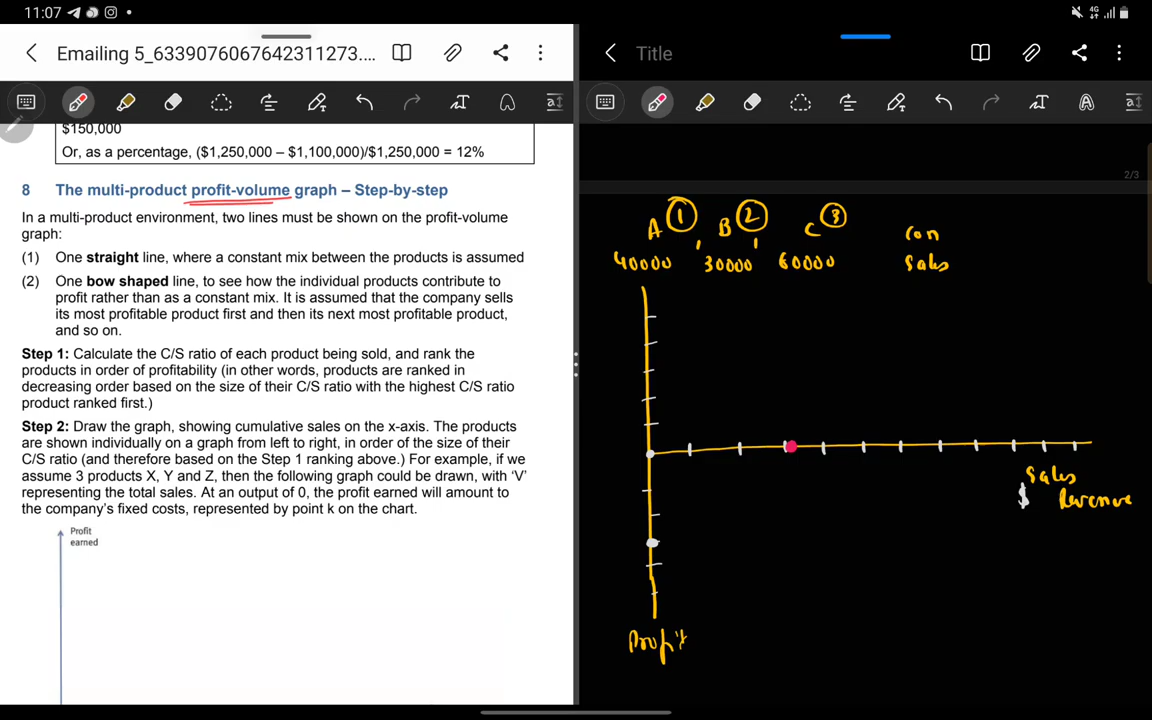 11:07
4G
Emailing 5_6339076067642311273....
Title
$150,000
Or, as a percentage, ($1,250,000 – $1,100,000)/$1,250,000 = 12%
8 The multi-product profit-volume graph – Step-by-step
In a multi-product environment, two lines must be shown on the profit-volume
graph:
(1) One straight line, where a constant mix between the products is assumed
(2) One bow shaped line, to see how the individual products contribute to
profit rather than as a constant mix. It is assumed that the company sells
its most profitable product first and then its next most profitable product,
and so on.
Step 1: Calculate the C/S ratio of each product being sold, and rank the
products in order of profitability (in other words, products are ranked in
decreasing order based on the size of their C/S ratio with the highest C/S ratio
product ranked first.)
Step 2: Draw the graph, showing cumulative sales on the x-axis. The products
are shown individually on a graph from left to right, in order of the size of their
C/S ratio (and therefore based on the Step 1 ranking above.) For example, if we
assume 3 products X, Y and Z, then the following graph could be drawn, with 'V'
representing the total sales. At an output of 0, the profit earned will amount to
the company's fixed costs, represented by point k on the chart.
Profit
earned
2/3
A 1 B 2 C 3 Con
40000 , 30000 , 60000 Sales
Sales
$ Revenue
Profit